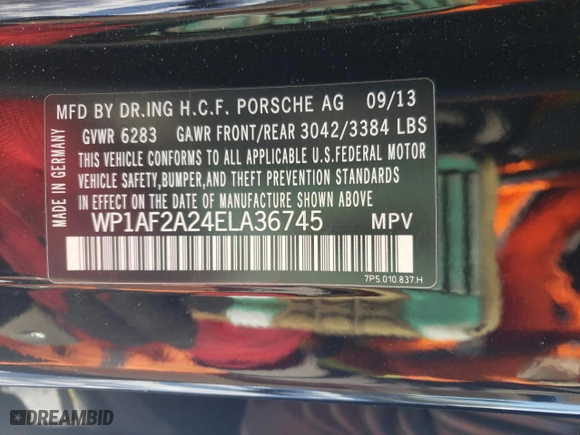 MFD BY DR.ING H.C.F. PORSCHE AG 09/13
GVWR 6283 GAWR FRONT/REAR 3042/3384 LBS
THIS VEHICLE CONFORMS TO ALL APPLICABLE U.S.FEDERAL MOTOR
VEHICLE SAFETY,BUMPER,AND THEFT PREVENTION STANDARDS
IN EFFECT ON THE DATE OF MANUFACTURE SHOWN ABOVE
WP1AF2A24ELA36745 MPV
7P5.010.837.H
MADE IN GERMANY
DREAMBID